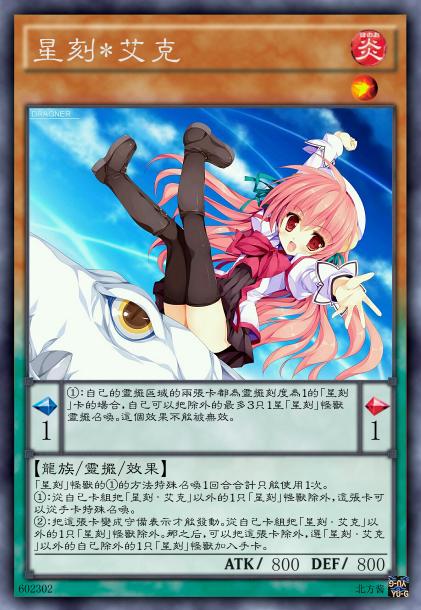 星刻*艾克
ほのお
炎
DRAGNER
①:自己的靈擺區域的兩張卡都為靈擺刻度為1的「星刻
」卡的場合,自己可以把除外的最多3只1星「星刻」怪獸
靈擺召喚。這個效果不能被無效。
1
1
【龍族/靈擺/效果】
「星刻」怪獸的①的方法特殊召喚1回合合計只能使用1次。
①:從自己卡組把「星刻·艾克」以外的1只「星刻」怪獸除外,這張卡可
以從手卡特殊召喚。
②:把這張卡變成守備表示才能發動。從自己卡組把「星刻·艾克」以
外的1只「星刻」怪獸除外。那之後,可以把這張卡除外,選「星刻·艾克」
以外的自己除外的1只「星刻」怪獸加入手卡。
ATK/ 800 DEF/ 800
602302
北方酱
YU-G